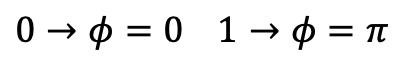 0 → ϕ = 0 1 → ϕ = π